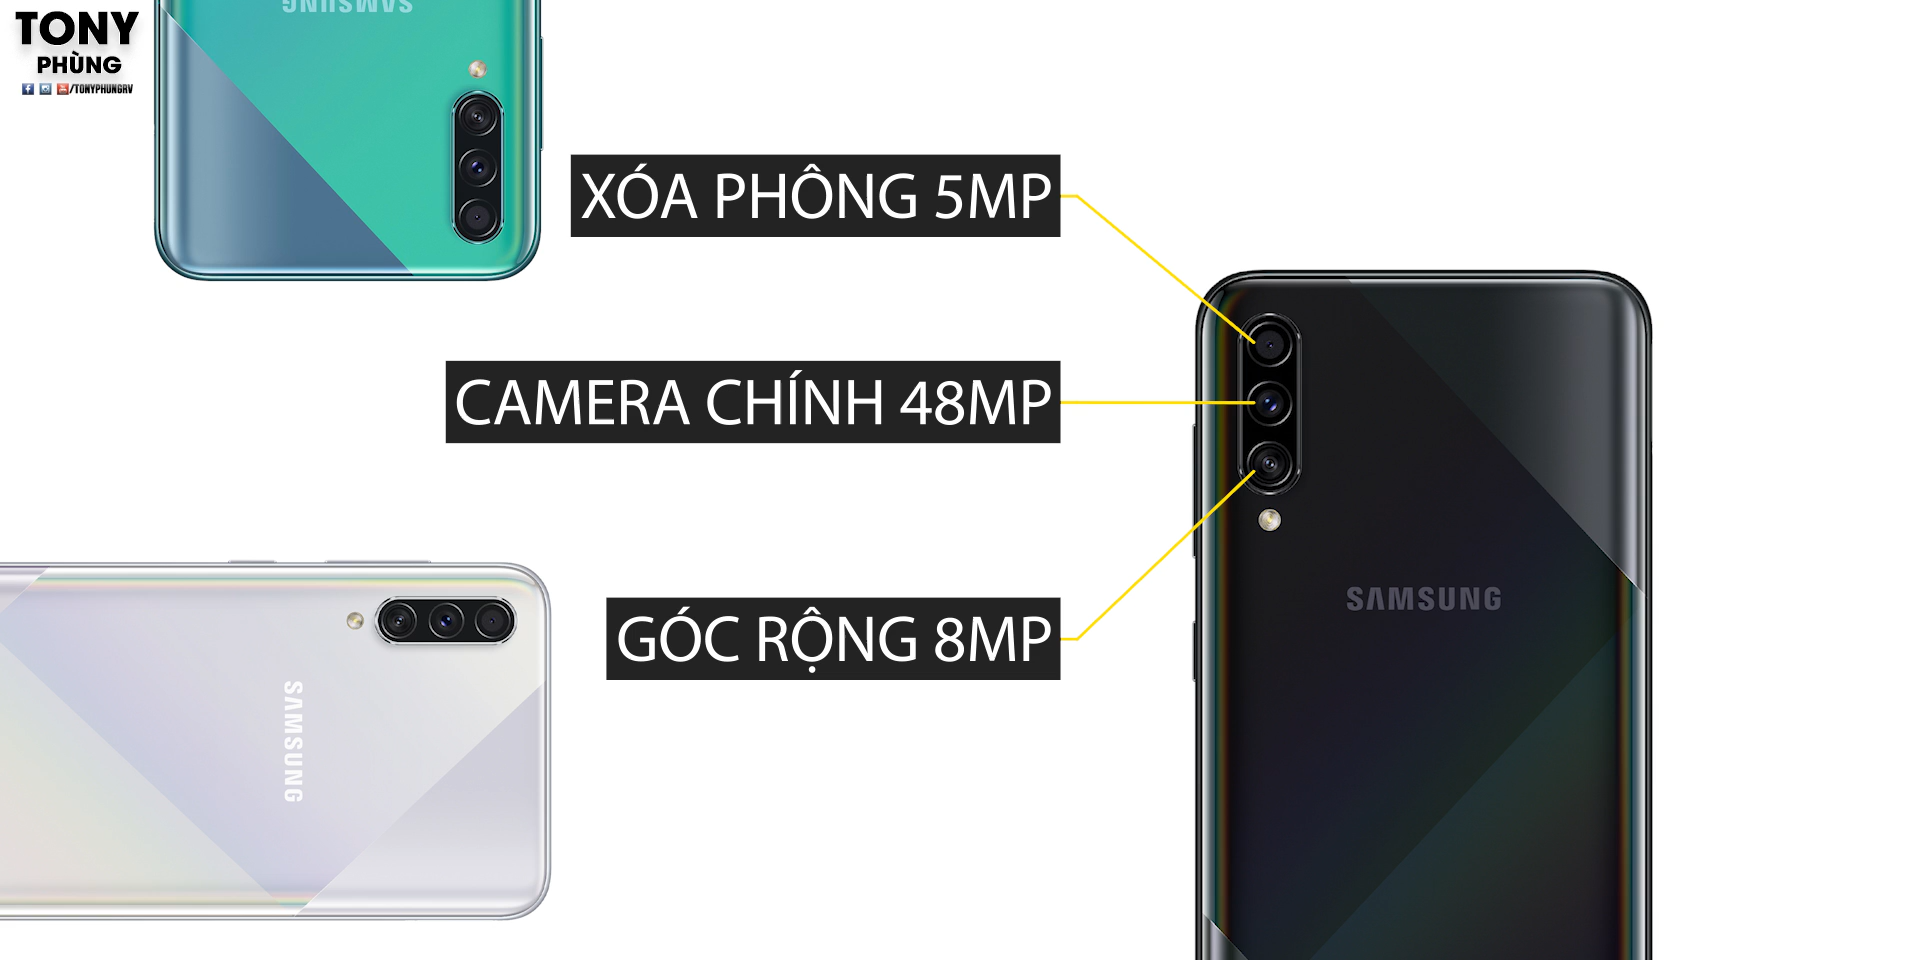 TONY
PHÙNG
/TONYPHUNGRV
SAMSUNG
XÓA PHÔNG 5MP
CAMERA CHÍNH 48MP
GÓC RỘNG 8MP
SAMSUNG
SAMSUNG